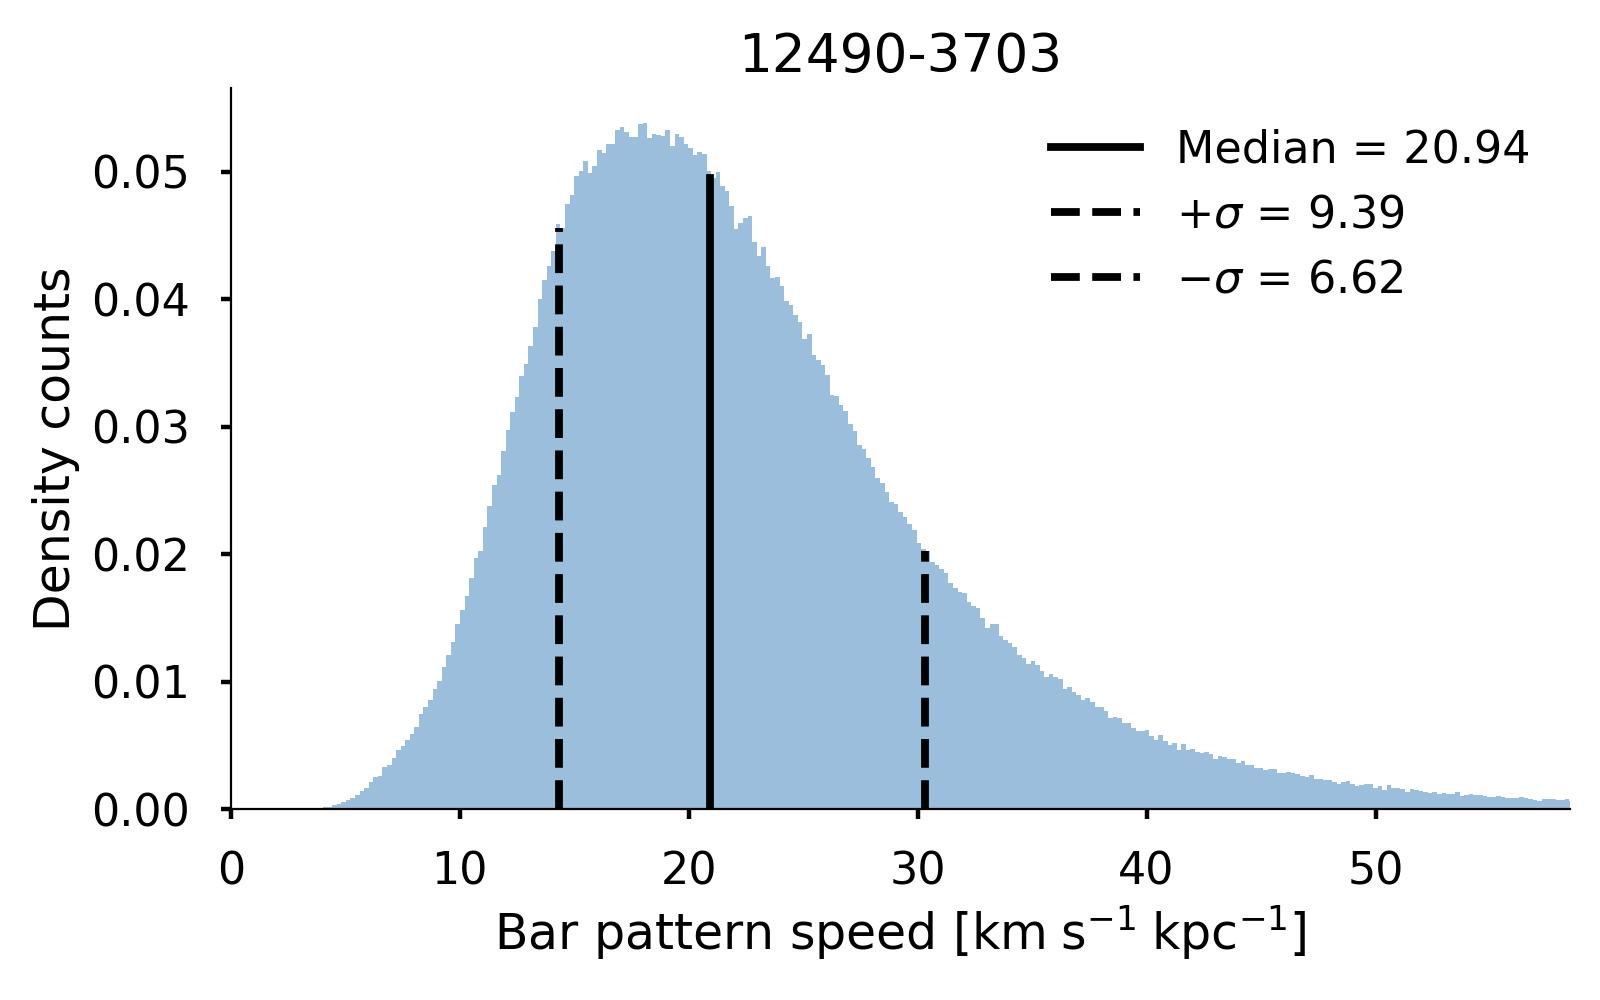 12490-3703
Median = 20.94
+σ = 9.39
−σ = 6.62
Density counts
0.05
0.04
0.03
0.02
0.01
0.00
0 10 20 30 40 50
Bar pattern speed [km s⁻¹ kpc⁻¹]